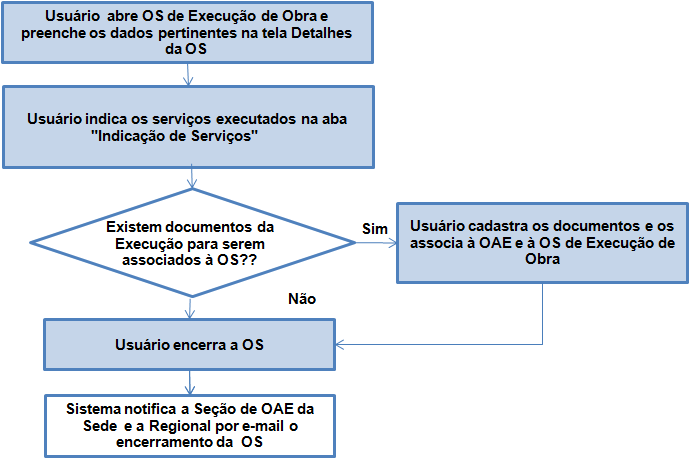 Usuário abre OS de Execução de Obra e
preenche os dados pertinentes na tela Detalhes
da OS
Usuário indica os serviços executados na aba
"Indicação de Serviços"
Existem documentos da
Execução para serem
associados à OS??
Sim
Usuário cadastra os documentos e os
associa à OAE e à OS de Execução de
Obra
Não
Usuário encerra a OS
Sistema notifica a Seção de OAE da
Sede e a Regional por e-mail o
encerramento da OS